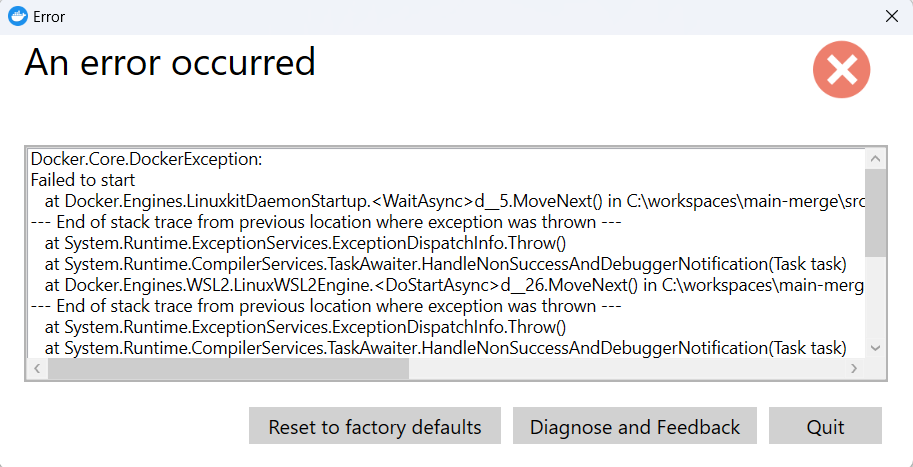 Error
An error occurred
Docker.Core.DockerException:
Failed to start
at Docker.Engines.LinuxkitDaemonStartup.<WaitAsync>d__5.MoveNext() in C:\workspaces\main-merge\src
--- End of stack trace from previous location where exception was thrown ---
at System.Runtime.ExceptionServices.ExceptionDispatchInfo.Throw()
at System.Runtime.CompilerServices.TaskAwaiter.HandleNonSuccessAndDebuggerNotification(Task task)
at Docker.Engines.WSL2.LinuxWSL2Engine.<DoStartAsync>d__26.MoveNext() in C:\workspaces\main-merg
--- End of stack trace from previous location where exception was thrown ---
at System.Runtime.ExceptionServices.ExceptionDispatchInfo.Throw()
at System.Runtime.CompilerServices.TaskAwaiter.HandleNonSuccessAndDebuggerNotification(Task task)
Reset to factory defaults
Diagnose and Feedback
Quit